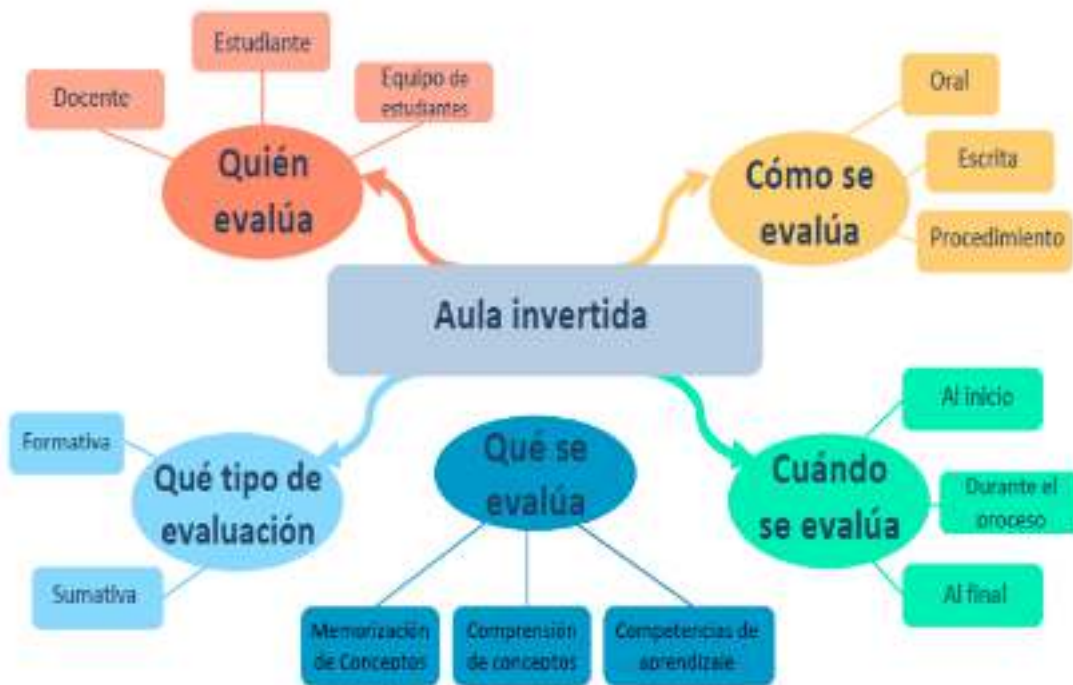 Estudiante
Docente
Equipo de
estudiantes
Quién
evalúa
Oral
Escrita
Procedimiento
Cómo se
evalúa
Aula invertida
Formativa
Sumativa
Qué tipo de
evaluación
Qué se
evalúa
Memorización
de Conceptos
Comprensión
de conceptos
Competencias de
aprendizaje
Cuándo
se evalúa
Al inicio
Durante el
proceso
Al final